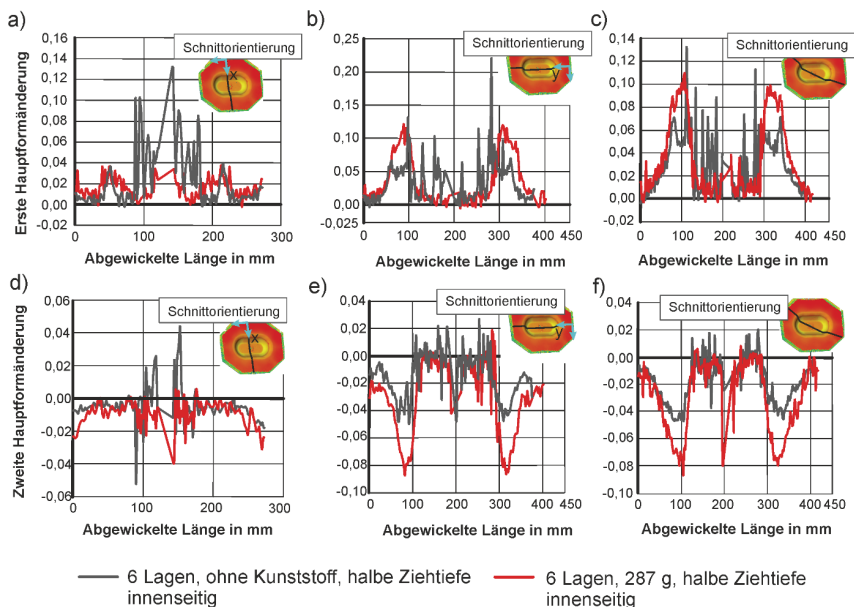 a)
Schnittorientierung
x
0,16
0,14
0,12
0,10
0,08
0,06
0,04
0,02
0,00
-0,02
0
100
200
300
Erste Hauptformänderung
Abgewickelte Länge in mm
b)
Schnittorientierung
y
0,25
0,20
0,15
0,10
0,05
0,00
-0,025
0
100
200
300
450
Abgewickelte Länge in mm
c)
Schnittorientierung
0,14
0,12
0,10
0,08
0,06
0,04
0,02
0,00
-0,02
0
100
200
300
450
Abgewickelte Länge in mm
d)
Schnittorientierung
x
0,06
0,04
0,02
0,00
-0,02
-0,04
-0,06
0
100
200
300
Zweite Hauptformänderung
Abgewickelte Länge in mm
e)
Schnittorientierung
y
0,04
0,02
0,00
-0,02
-0,04
-0,06
-0,08
-0,10
0
100
200
300
450
Abgewickelte Länge in mm
f)
Schnittorientierung
0,04
0,02
0,00
-0,02
-0,04
-0,06
-0,08
-0,10
0
100
200
300
450
Abgewickelte Länge in mm
6 Lagen, ohne Kunststoff, halbe Ziehtiefe
innenseitig
6 Lagen, 287 g, halbe Ziehtiefe
innenseitig